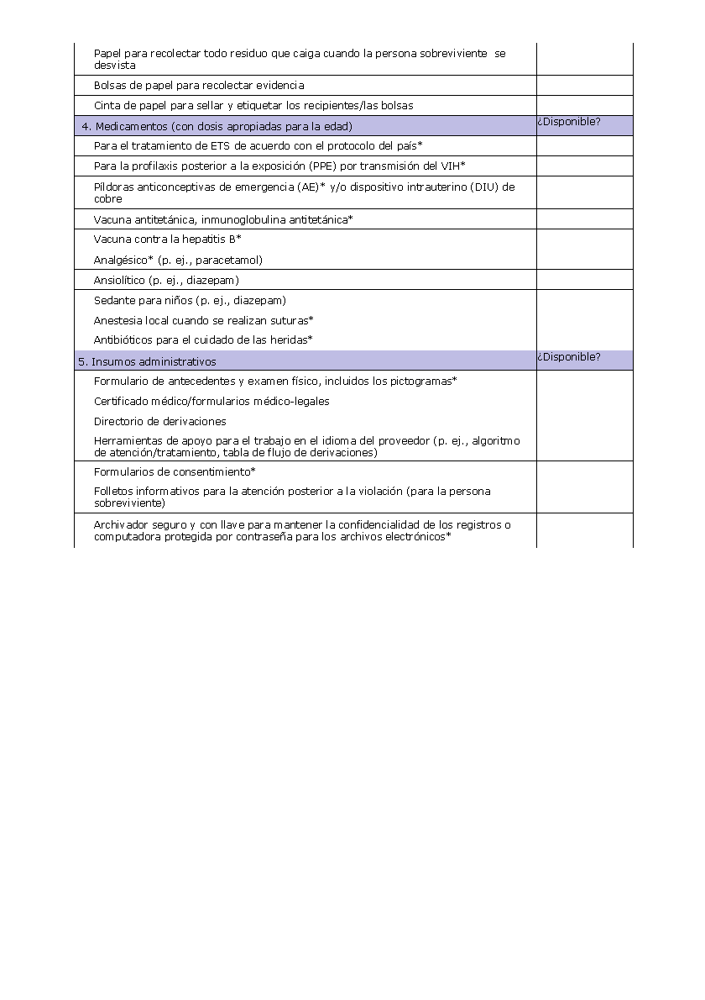 Papel para recolectar todo residuo que caiga cuando la persona sobreviviente  se
desvista
Bolsas de papel para recolectar evidencia
Cinta de papel para sellar y etiquetar los recipientes/las bolsas
4. Medicamentos (con dosis apropiadas para la edad) ¿Disponible?
Para el tratamiento de ETS de acuerdo con el protocolo del país*
Para la profilaxis posterior a la exposición (PPE) por transmisión del VIH*
Píldoras anticonceptivas de emergencia (AE)* y/o dispositivo intrauterino (DIU) de
cobre
Vacuna antitetánica, inmunoglobulina antitetánica*
Vacuna contra la hepatitis B*
Analgésico* (p. ej., paracetamol)
Ansiolítico (p. ej., diazepam)
Sedante para niños (p. ej., diazepam)
Anestesia local cuando se realizan suturas*
Antibióticos para el cuidado de las heridas*
5. Insumos administrativos ¿Disponible?
Formulario de antecedentes y examen físico, incluidos los pictogramas*
Certificado médico/formularios médico-legales
Directorio de derivaciones
Herramientas de apoyo para el trabajo en el idioma del proveedor (p. ej., algoritmo
de atención/tratamiento, tabla de flujo de derivaciones)
Formularios de consentimiento*
Folletos informativos para la atención posterior a la violación (para la persona
sobreviviente)
Archivador seguro y con llave para mantener la confidencialidad de los registros o
computadora protegida por contraseña para los archivos electrónicos*